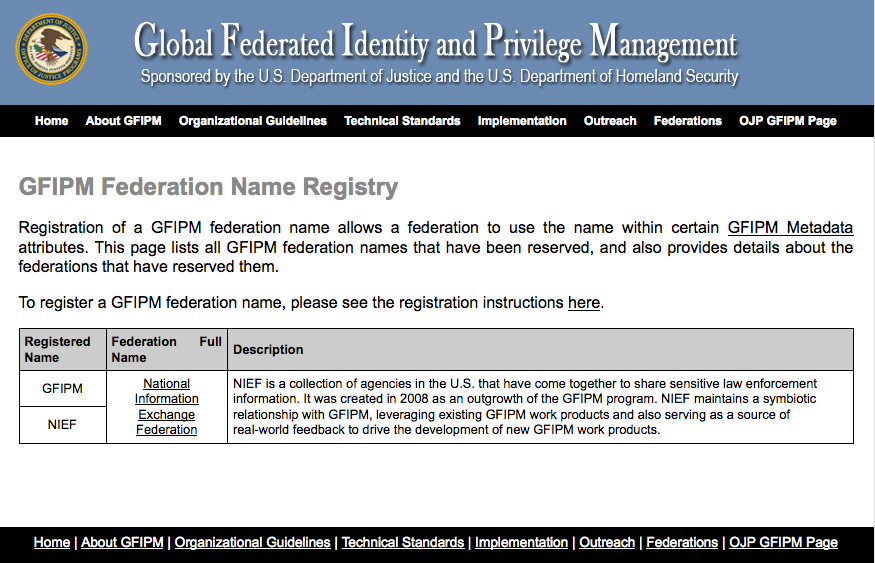 Global Federated Identity and Privilege Management
Sponsored by the U.S. Department of Justice and the U.S. Department of Homeland Security
Home About GFIPM Organizational Guidelines Technical Standards Implementation Outreach Federations OJP GFIPM Page
GFIPM Federation Name Registry
Registration of a GFIPM federation name allows a federation to use the name within certain GFIPM Metadata
attributes. This page lists all GFIPM federation names that have been reserved, and also provides details about the
federations that have reserved them.
To register a GFIPM federation name, please see the registration instructions here.
Registered
Name
Federation Full
Name
Description
GFIPM
NIEF
National
Information
Exchange
Federation
NIEF is a collection of agencies in the U.S. that have come together to share sensitive law enforcement
information. It was created in 2008 as an outgrowth of the GFIPM program. NIEF maintains a symbiotic
relationship with GFIPM, leveraging existing GFIPM work products and also serving as a source of
real-world feedback to drive the development of new GFIPM work products.
Home | About GFIPM | Organizational Guidelines | Technical Standards | Implementation | Outreach | Federations | OJP GFIPM Page